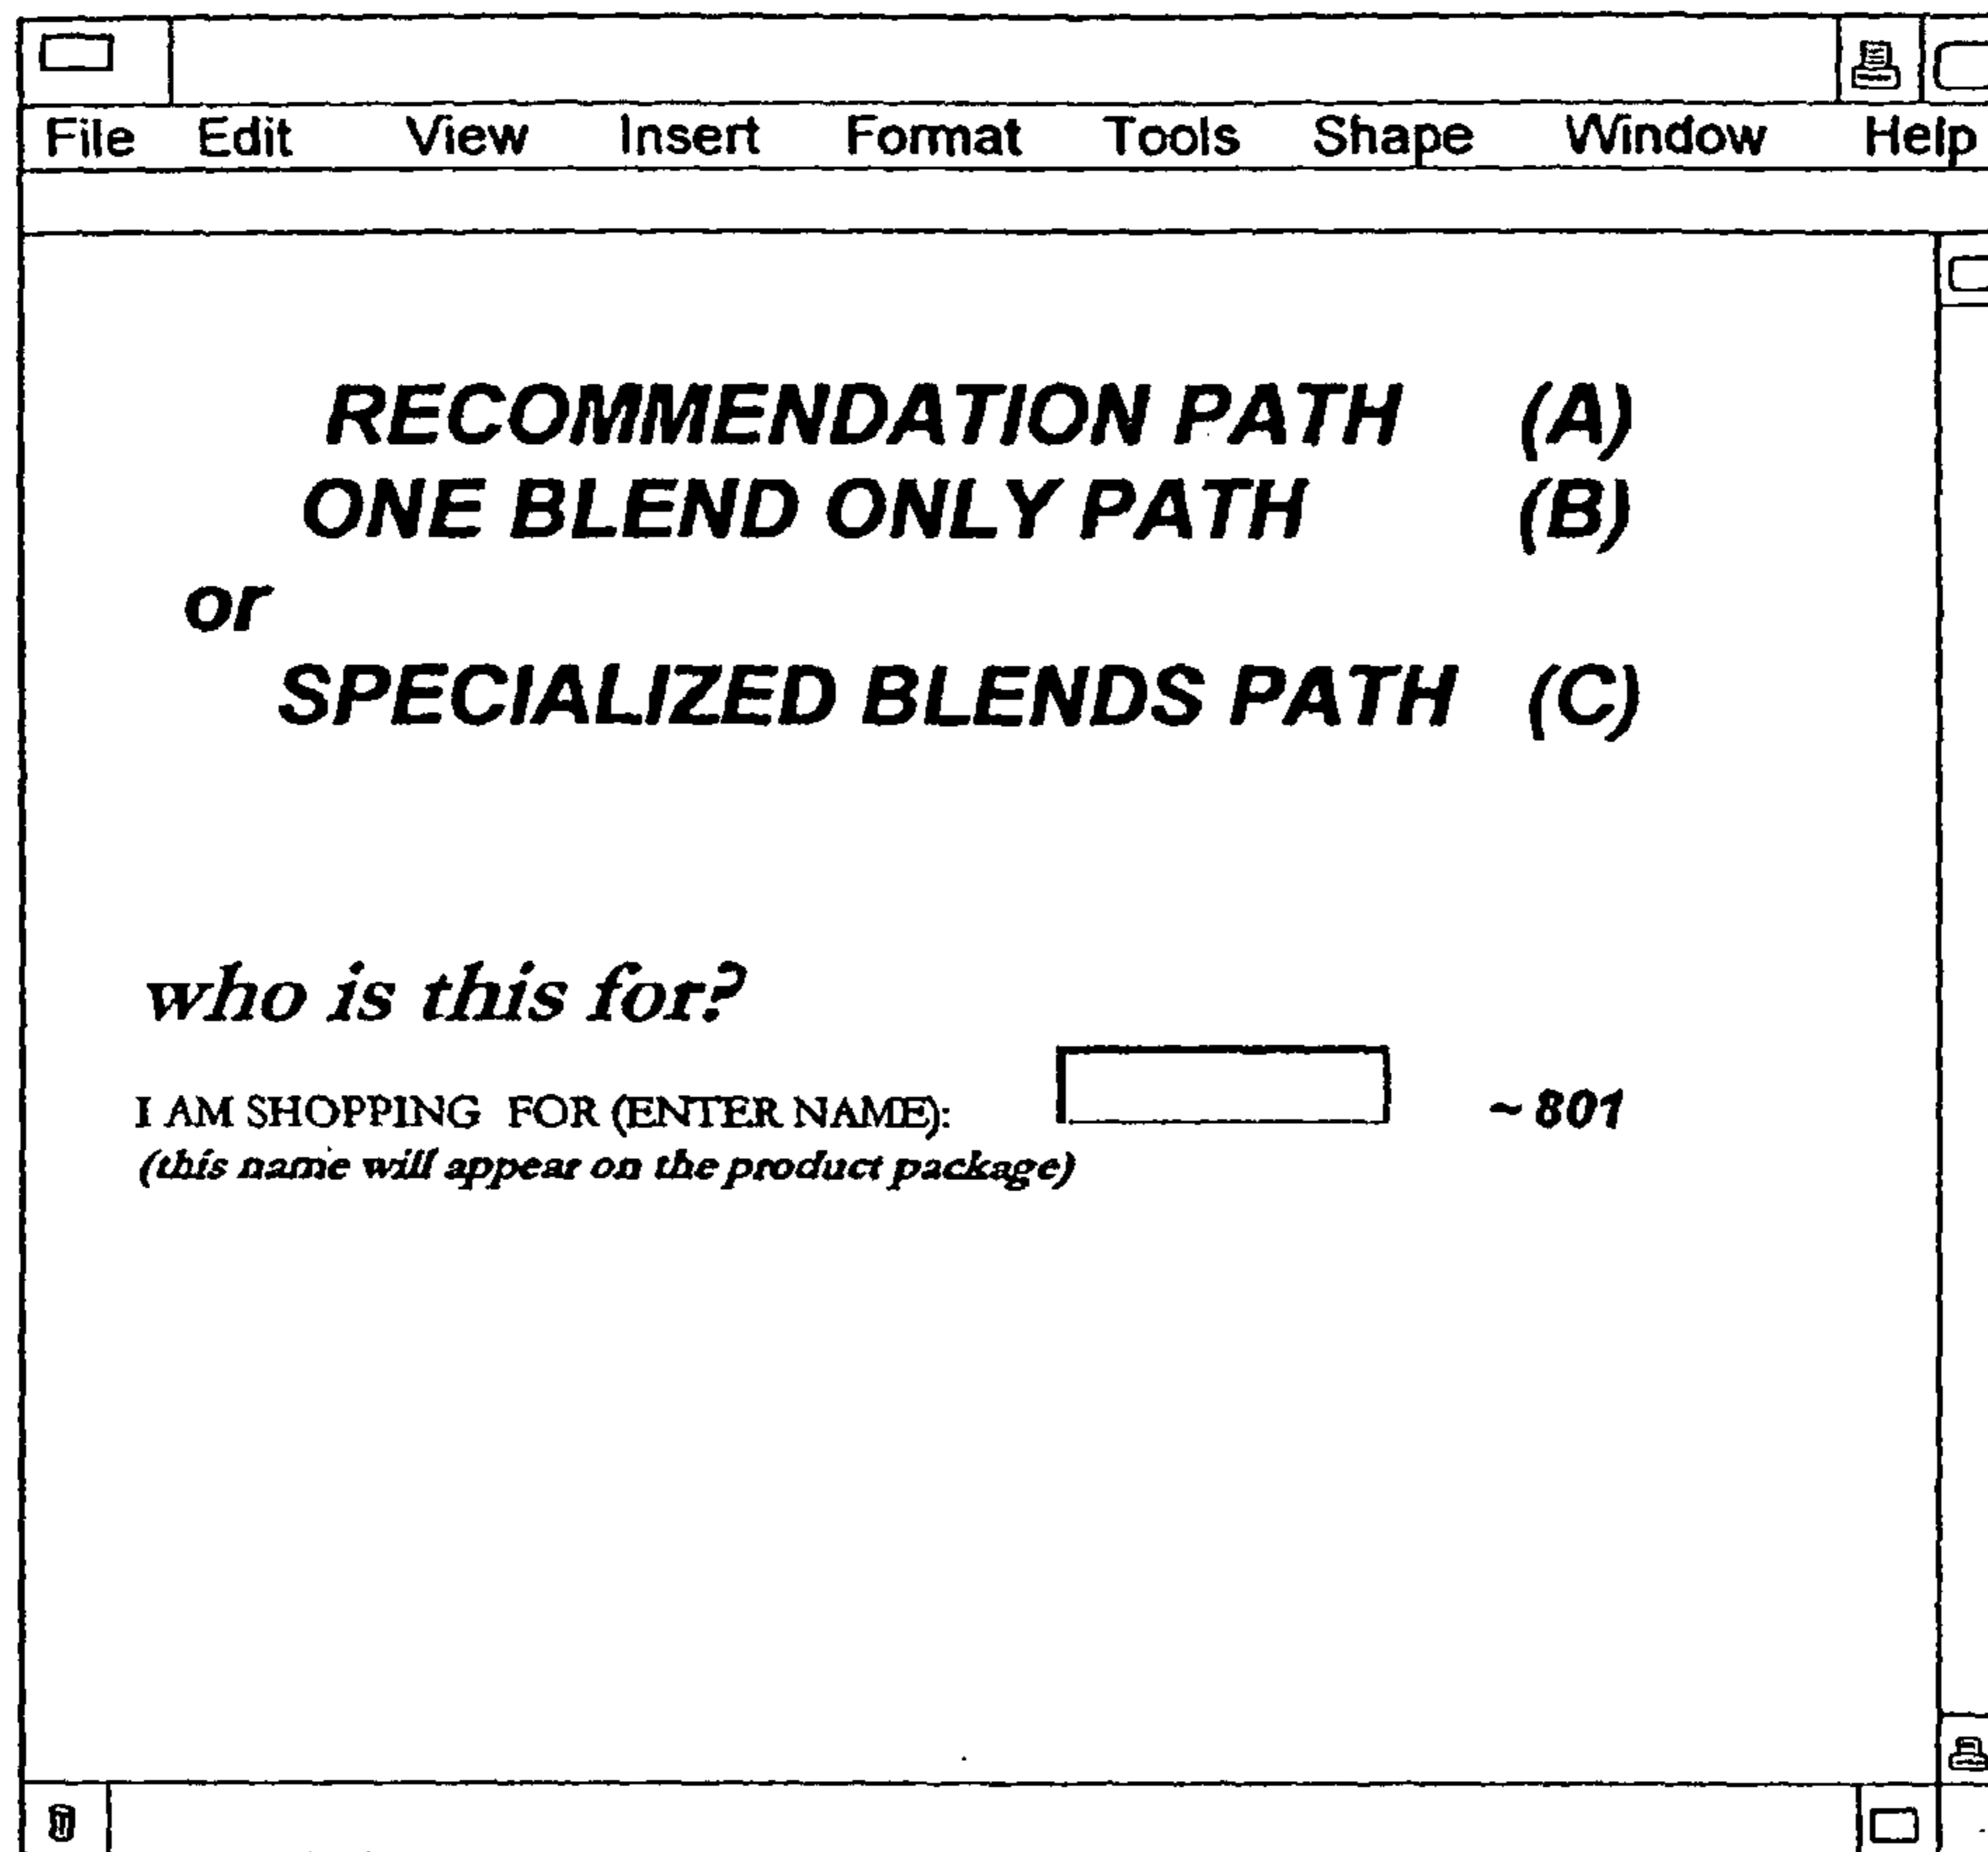 File Edit View Insert Format Tools Shape Window Help
RECOMMENDATION PATH (A)
ONE BLEND ONLY PATH (B)
or
SPECIALIZED BLENDS PATH (C)
who is this for?
I AM SHOPPING FOR (ENTER NAME): ~801
(this name will appear on the product package)